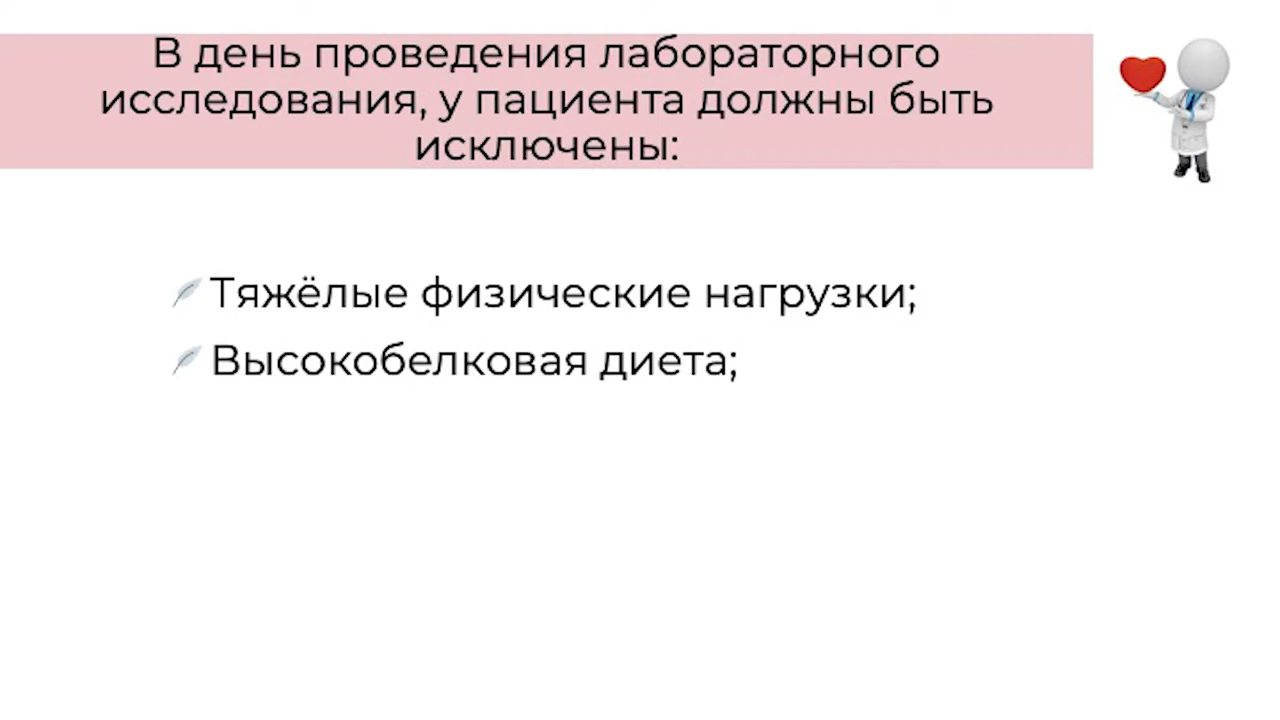 В день проведения лабораторного
исследования, у пациента должны быть
исключены:
Тяжёлые физические нагрузки;
Высокобелковая диета;